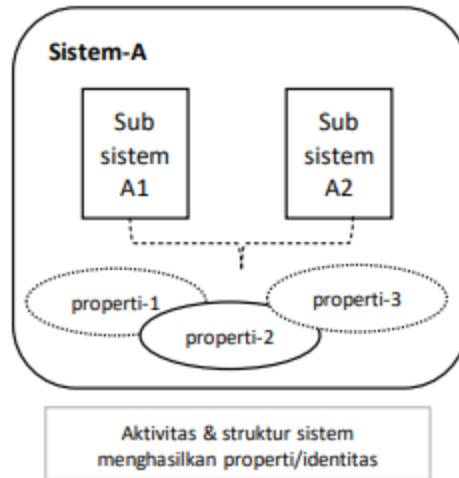 Sistem-A
Sub
sistem
A1
Sub
sistem
A2
properti-1
properti-2
properti-3
Aktivitas & struktur sistem
menghasilkan properti/identitas